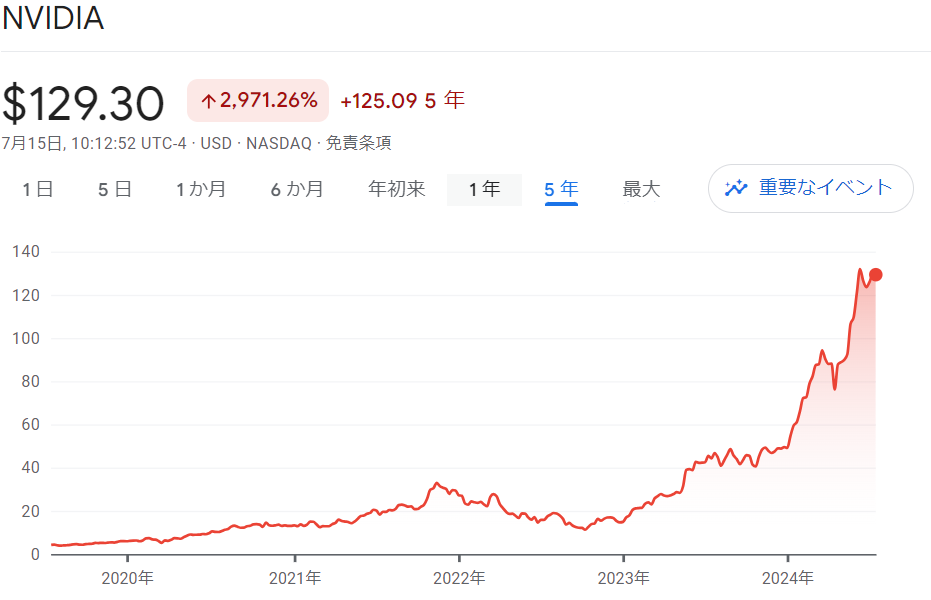 NVIDIA
$129.30 ↑2,971.26% +125.09 5 年
7月15日, 10:12:52 UTC-4 · USD · NASDAQ · 免責条項
1 日 5 日 1 か月 6 か月 年初来 1 年 5 年 最大 重要なイベント
140
120
100
80
60
40
20
0
2020年 2021年 2022年 2023年 2024年